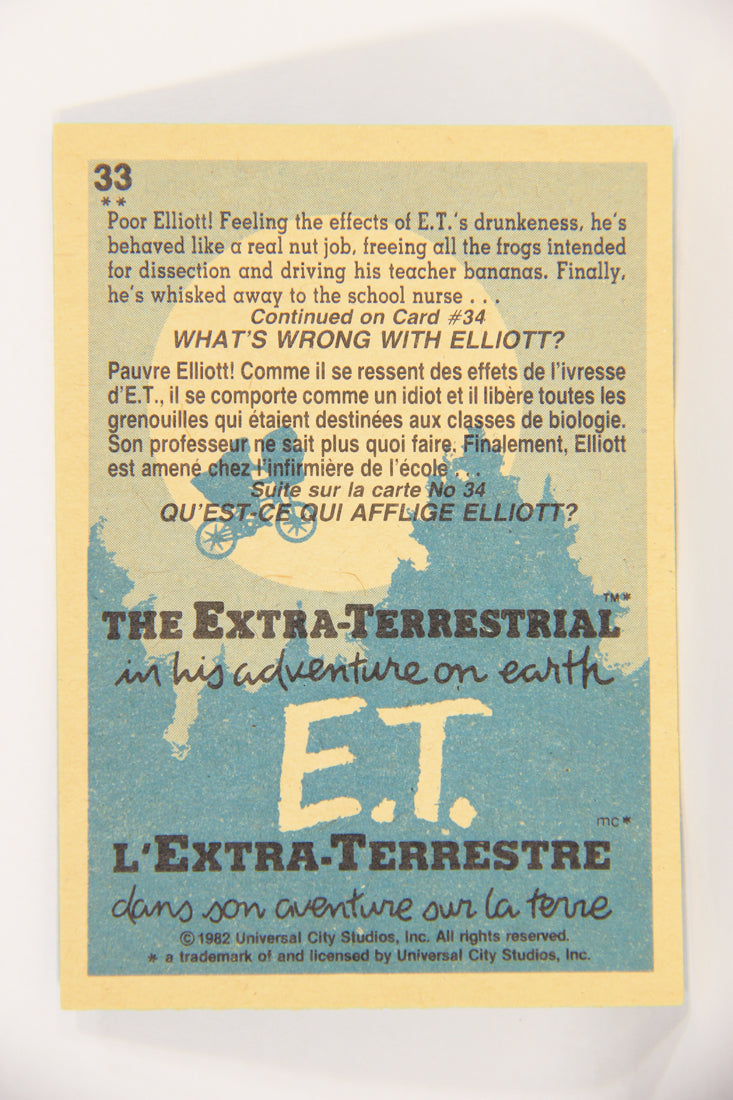 33
**
Poor Elliott! Feeling the effects of E.T.'s drunkeness, he's
behaved like a real nut job, freeing all the frogs intended
for dissection and driving his teacher bananas. Finally,
he's whisked away to the school nurse . . .
Continued on Card #34
WHAT'S WRONG WITH ELLIOTT?
Pauvre Elliott! Comme il se ressent des effets de l'ivresse
d'E.T., il se comporte comme un idiot et il libère toutes les
grenouilles qui étaient destinées aux classes de biologie.
Son professeur ne sait plus quoi faire. Finalement, Elliott
est amené chez l'infirmière de l'école . . .
Suite sur la carte No 34
QU'EST-CE QUI AFFLIGE ELLIOTT?
THE EXTRA-TERRESTRIAL™*
in his adventure on earth
E.T.
mc*
L'EXTRA-TERRESTRE
dans son aventure sur la terre
© 1982 Universal City Studios, Inc. All rights reserved.
* a trademark of and licensed by Universal City Studios, Inc.